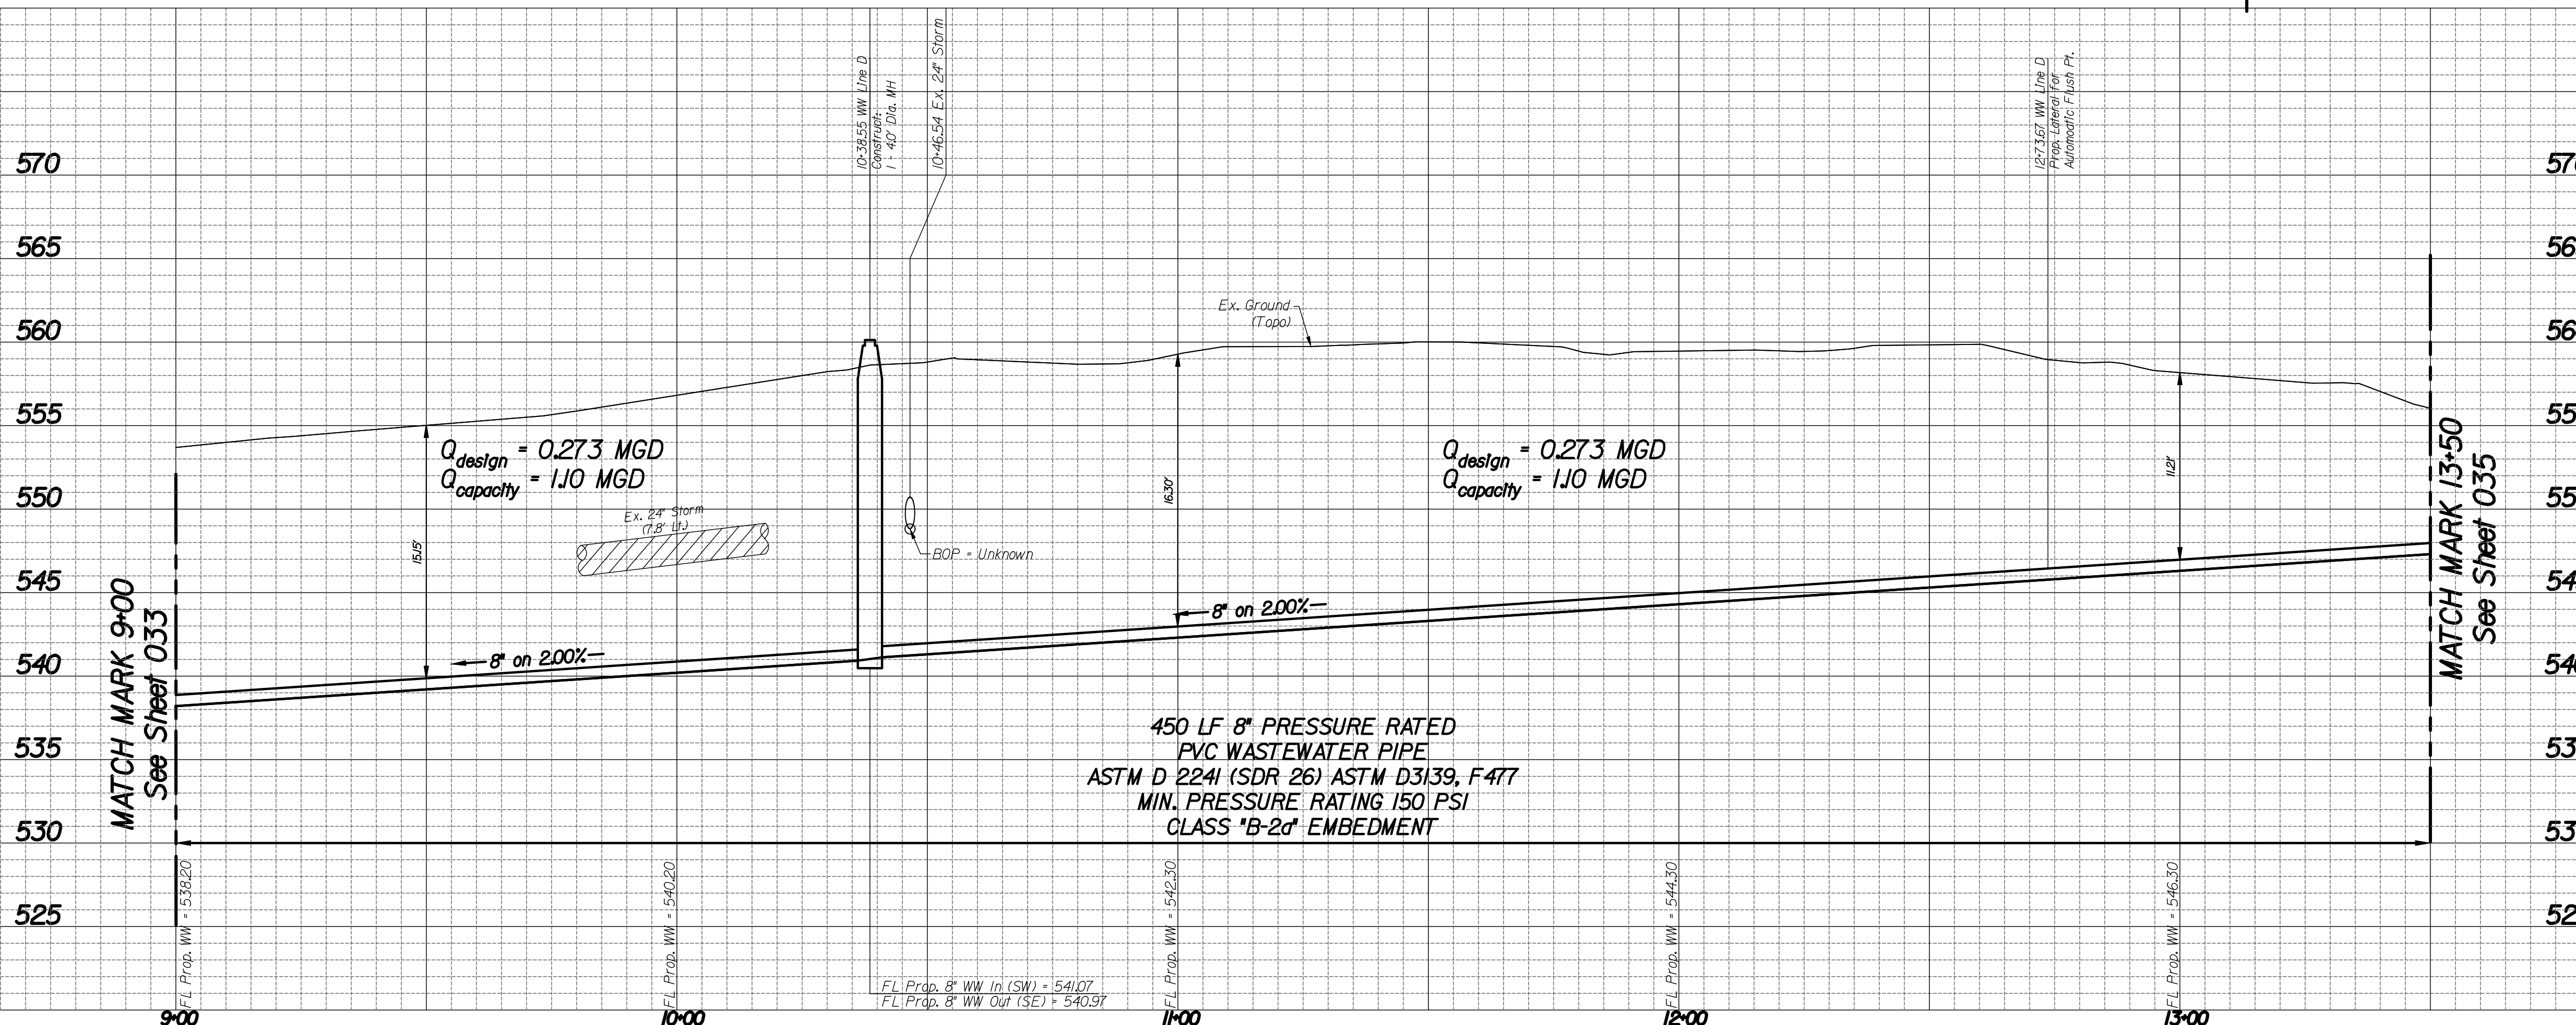 10+38.55 WW Line D
Construct:
1 - 4.0' Dia. MH
10+46.54 Ex. 24" Storm
12+73.67 WW Line D
Prop. Lateral for
Automoatic Flush Pt.
570
565
560
555
550
545
540
535
530
525
Ex. Ground
(Topo)
Qdesign = 0.273 MGD
Qcapacity = 1.10 MGD
Qdesign = 0.273 MGD
Qcapacity = 1.10 MGD
Ex. 24" Storm
(7.8' Lt.)
BOP = Unknown
15.15'
16.30'
11.21'
8" on 2.00%
8" on 2.00%
MATCH MARK 9+00
See Sheet 033
MATCH MARK 13+50
See Sheet 035
450 LF 8" PRESSURE RATED
PVC WASTEWATER PIPE
ASTM D 2241 (SDR 26) ASTM D3139, F477
MIN. PRESSURE RATING 150 PSI
CLASS "B-2a" EMBEDMENT
FL Prop. WW = 538.20
FL Prop. WW = 540.20
FL Prop. 8" WW In (SW) = 541.07
FL Prop. 8" WW Out (SE) = 540.97
FL Prop. WW = 542.30
FL Prop. WW = 544.30
FL Prop. WW = 546.30
9+00
10+00
11+00
12+00
13+00